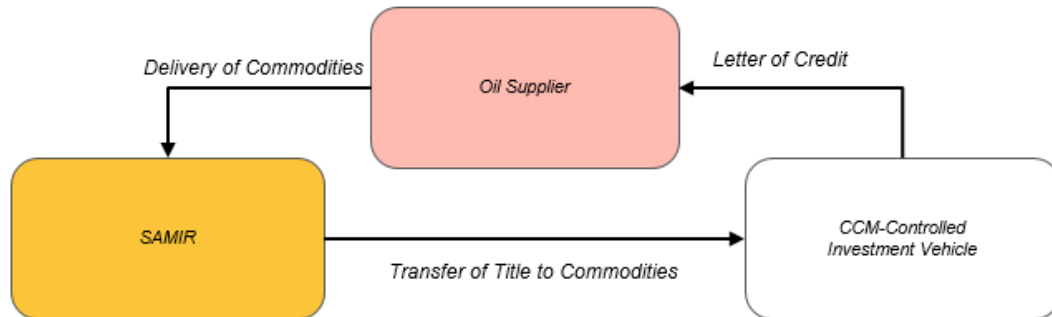 Delivery of Commodities
Letter of Credit
Oil Supplier
SAMIR
CCM-Controlled
Investment Vehicle
Transfer of Title to Commodities